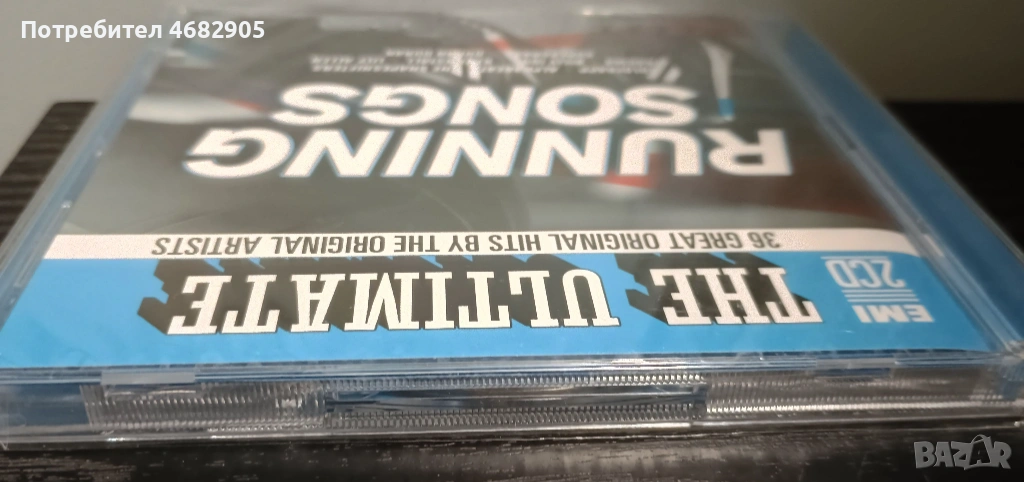 Потребител 4682905
EMI
2CD
THE ULTIMATE
36 GREAT ORIGINAL HITS BY THE ORIGINAL ARTISTS
RUNNING
SONGS
BAZAR